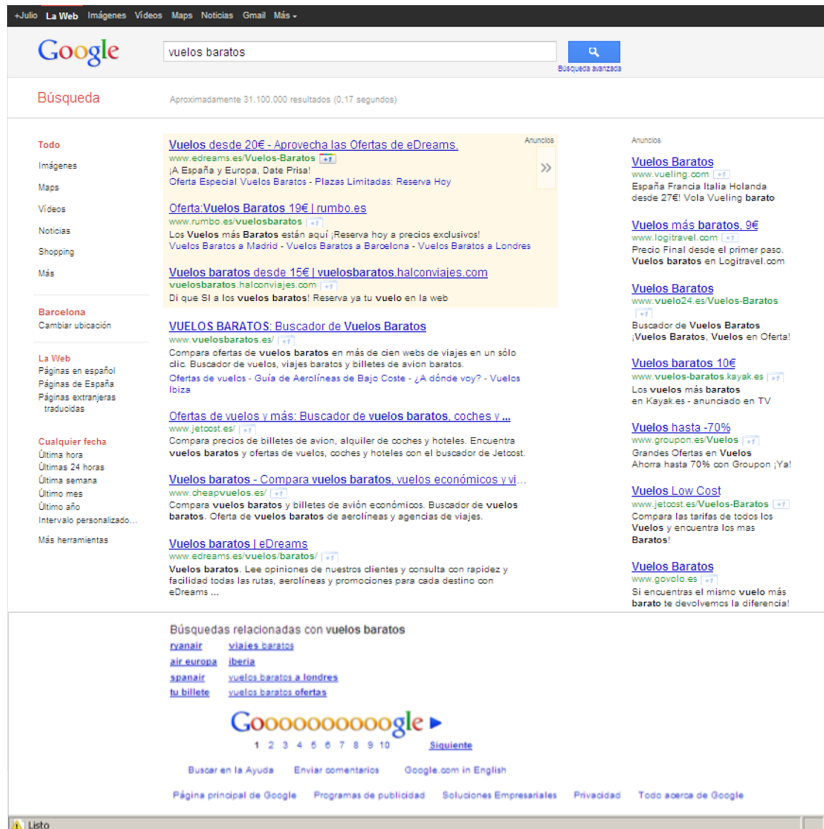 +Julio La Web Imágenes Vídeos Maps Noticias Gmail Más
Google
vuelos baratos
Búsqueda avanzada
Búsqueda
Aproximadamente 31.100.000 resultados (0,17 segundos)
Todo
Imágenes
Maps
Vídeos
Noticias
Shopping
Más
Barcelona
Cambiar ubicación
La Web
Páginas en español
Páginas de España
Páginas extranjeras
traducidas
Cualquier fecha
Última hora
Últimas 24 horas
Última semana
Último mes
Último año
Intervalo personalizado...
Más herramientas
Anuncios
Vuelos desde 20€ - Aprovecha las Ofertas de eDreams.
www.edreams.es/Vuelos-Baratos +1
¡A España y Europa, Date Prisa!
Oferta Especial Vuelos Baratos - Plazas Limitadas: Reserva Hoy
»
Oferta:Vuelos Baratos 19€ | rumbo.es
www.rumbo.es/vuelosbaratos +1
Los Vuelos más Baratos están aquí ¡Reserva hoy a precios exclusivos!
Vuelos Baratos a Madrid - Vuelos Baratos a Barcelona - Vuelos Baratos a Londres
Vuelos baratos desde 15€ | vuelosbaratos.halconviajes.com
vuelosbaratos.halconviajes.com +1
Di que SI a los vuelos baratos! Reserva ya tu vuelo en la web
VUELOS BARATOS: Buscador de Vuelos Baratos
www.vuelosbaratos.es/ +1
Compara ofertas de vuelos baratos en más de cien webs de viajes en un sólo
clic. Buscador de vuelos, viajes baratos y billetes de avion baratos.
Ofertas de vuelos - Guía de Aerolíneas de Bajo Coste - ¿A dónde voy? - Vuelos
Ibiza
Ofertas de vuelos y más: Buscador de vuelos baratos, coches y ...
www.jetcost.es/ +1
Compara precios de billetes de avion, alquiler de coches y hoteles. Encuentra
vuelos baratos y ofertas de vuelos, coches y hoteles con el buscador de Jetcost.
Vuelos baratos - Compara vuelos baratos, vuelos económicos y vi...
www.cheapvuelos.es/ +1
Compara vuelos baratos y billetes de avión económicos. Buscador de vuelos
baratos. Oferta de vuelos baratos de aerolíneas y agencias de viajes.
Vuelos baratos | eDreams
www.edreams.es/vuelos/baratos/ +1
Vuelos baratos. Lee opiniones de nuestros clientes y consulta con rapidez y
facilidad todas las rutas, aerolíneas y promociones para cada destino con
eDreams ...
Anuncios
Vuelos Baratos
www.vueling.com +1
España Francia Italia Holanda
desde 27€! Vola Vueling barato
Vuelos más baratos, 9€
www.logitravel.com +1
Precio Final desde el primer paso.
Vuelos baratos en Logitravel.com
Vuelos Baratos
www.vuelo24.es/Vuelos-Baratos
+1
Buscador de Vuelos Baratos
¡Vuelos Baratos, Vuelos en Oferta!
Vuelos baratos 10€
www.vuelos-baratos.kayak.es +1
Los vuelos más baratos
en Kayak.es - anunciado en TV
Vuelos hasta -70%
www.groupon.es/Vuelos +1
Grandes Ofertas en Vuelos
Ahorra hasta 70% con Groupon ¡Ya!
Vuelos Low Cost
www.jetcost.es/Vuelos-Baratos +1
Compara las tarifas de todos los
Vuelos y encuentra los mas
Baratos!
Vuelos Baratos
www.govolo.es +1
Si encuentras el mismo vuelo más
barato te devolvemos la diferencia!
Búsquedas relacionadas con vuelos baratos
ryanair viajes baratos
air europa iberia
spanair vuelos baratos a londres
tu billete vuelos baratos ofertas
Goooooooooogle
1 2 3 4 5 6 7 8 9 10 Siguiente
Buscar en la Ayuda Enviar comentarios Google.com in English
Página principal de Google Programas de publicidad Soluciones Empresariales Privacidad Todo acerca de Google
Listo